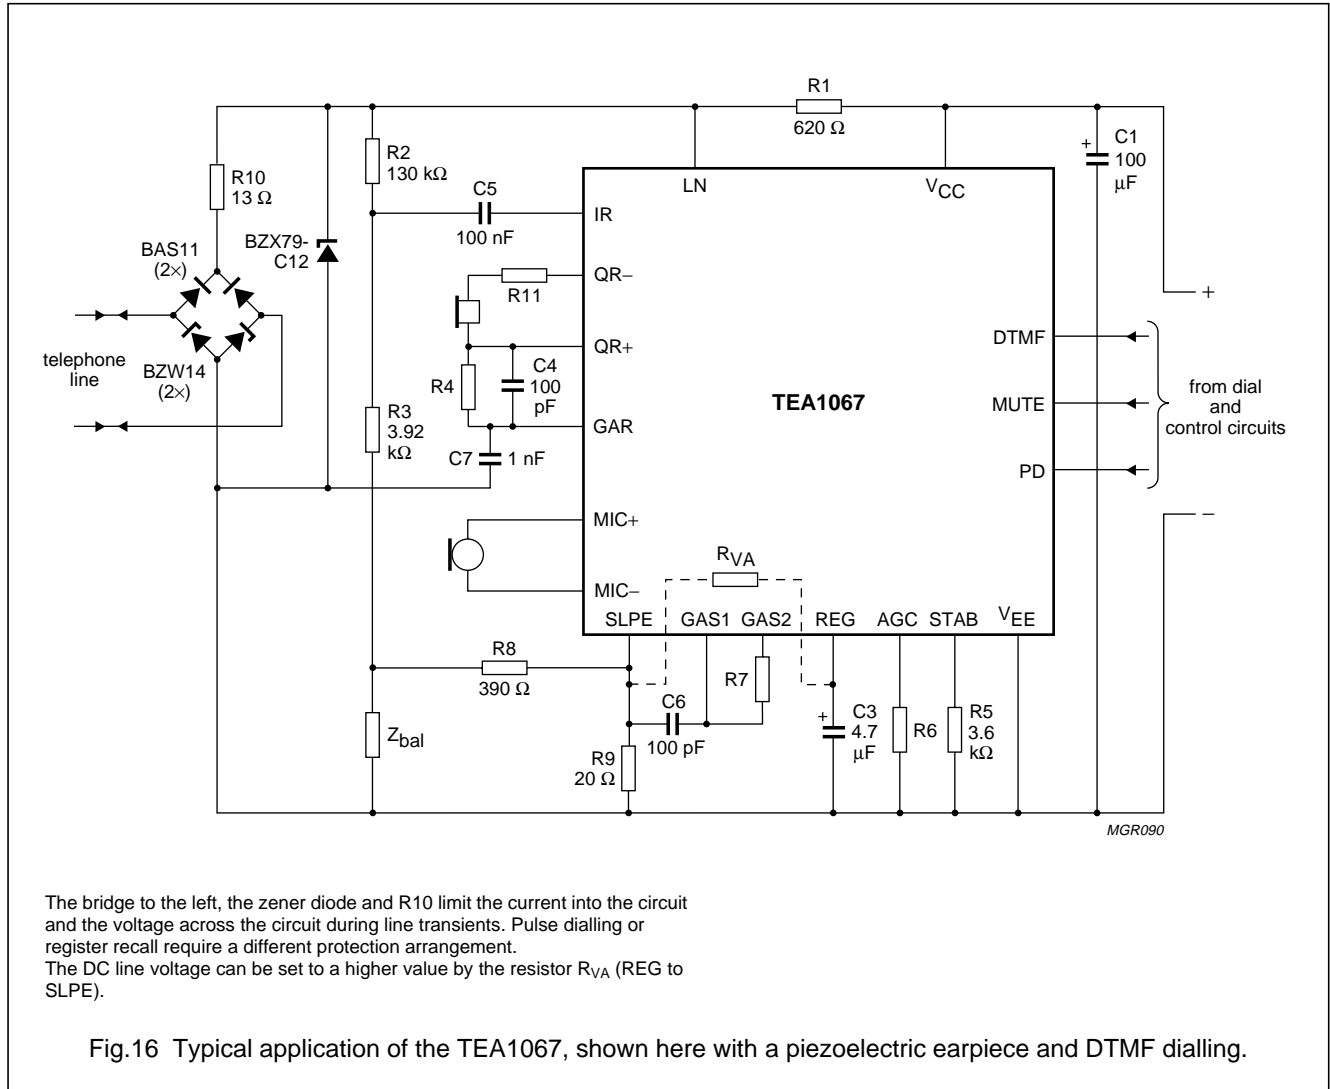 R1
620 Ω
R2
130 kΩ
C1
100
μF
+
R10
13 Ω
C5
100 nF
LN
VCC
IR
BAS11
(2×)
BZX79-
C12
QR−
R11
+
telephone
line
BZW14
(2×)
QR+
R4
C4
100
pF
DTMF
TEA1067
MUTE
from dial
and
control circuits
R3
3.92
kΩ
GAR
C7
1 nF
PD
MIC+
−
RVA
MIC−
SLPE
GAS1
GAS2
REG
AGC
STAB
VEE
R8
390 Ω
R7
C6
100 pF
+
C3
4.7
μF
R6
R5
3.6
kΩ
Zbal
R9
20 Ω
MGR090
The bridge to the left, the zener diode and R10 limit the current into the circuit
and the voltage across the circuit during line transients. Pulse dialling or
register recall require a different protection arrangement.
The DC line voltage can be set to a higher value by the resistor RVA (REG to
SLPE).
Fig.16 Typical application of the TEA1067, shown here with a piezoelectric earpiece and DTMF dialling.